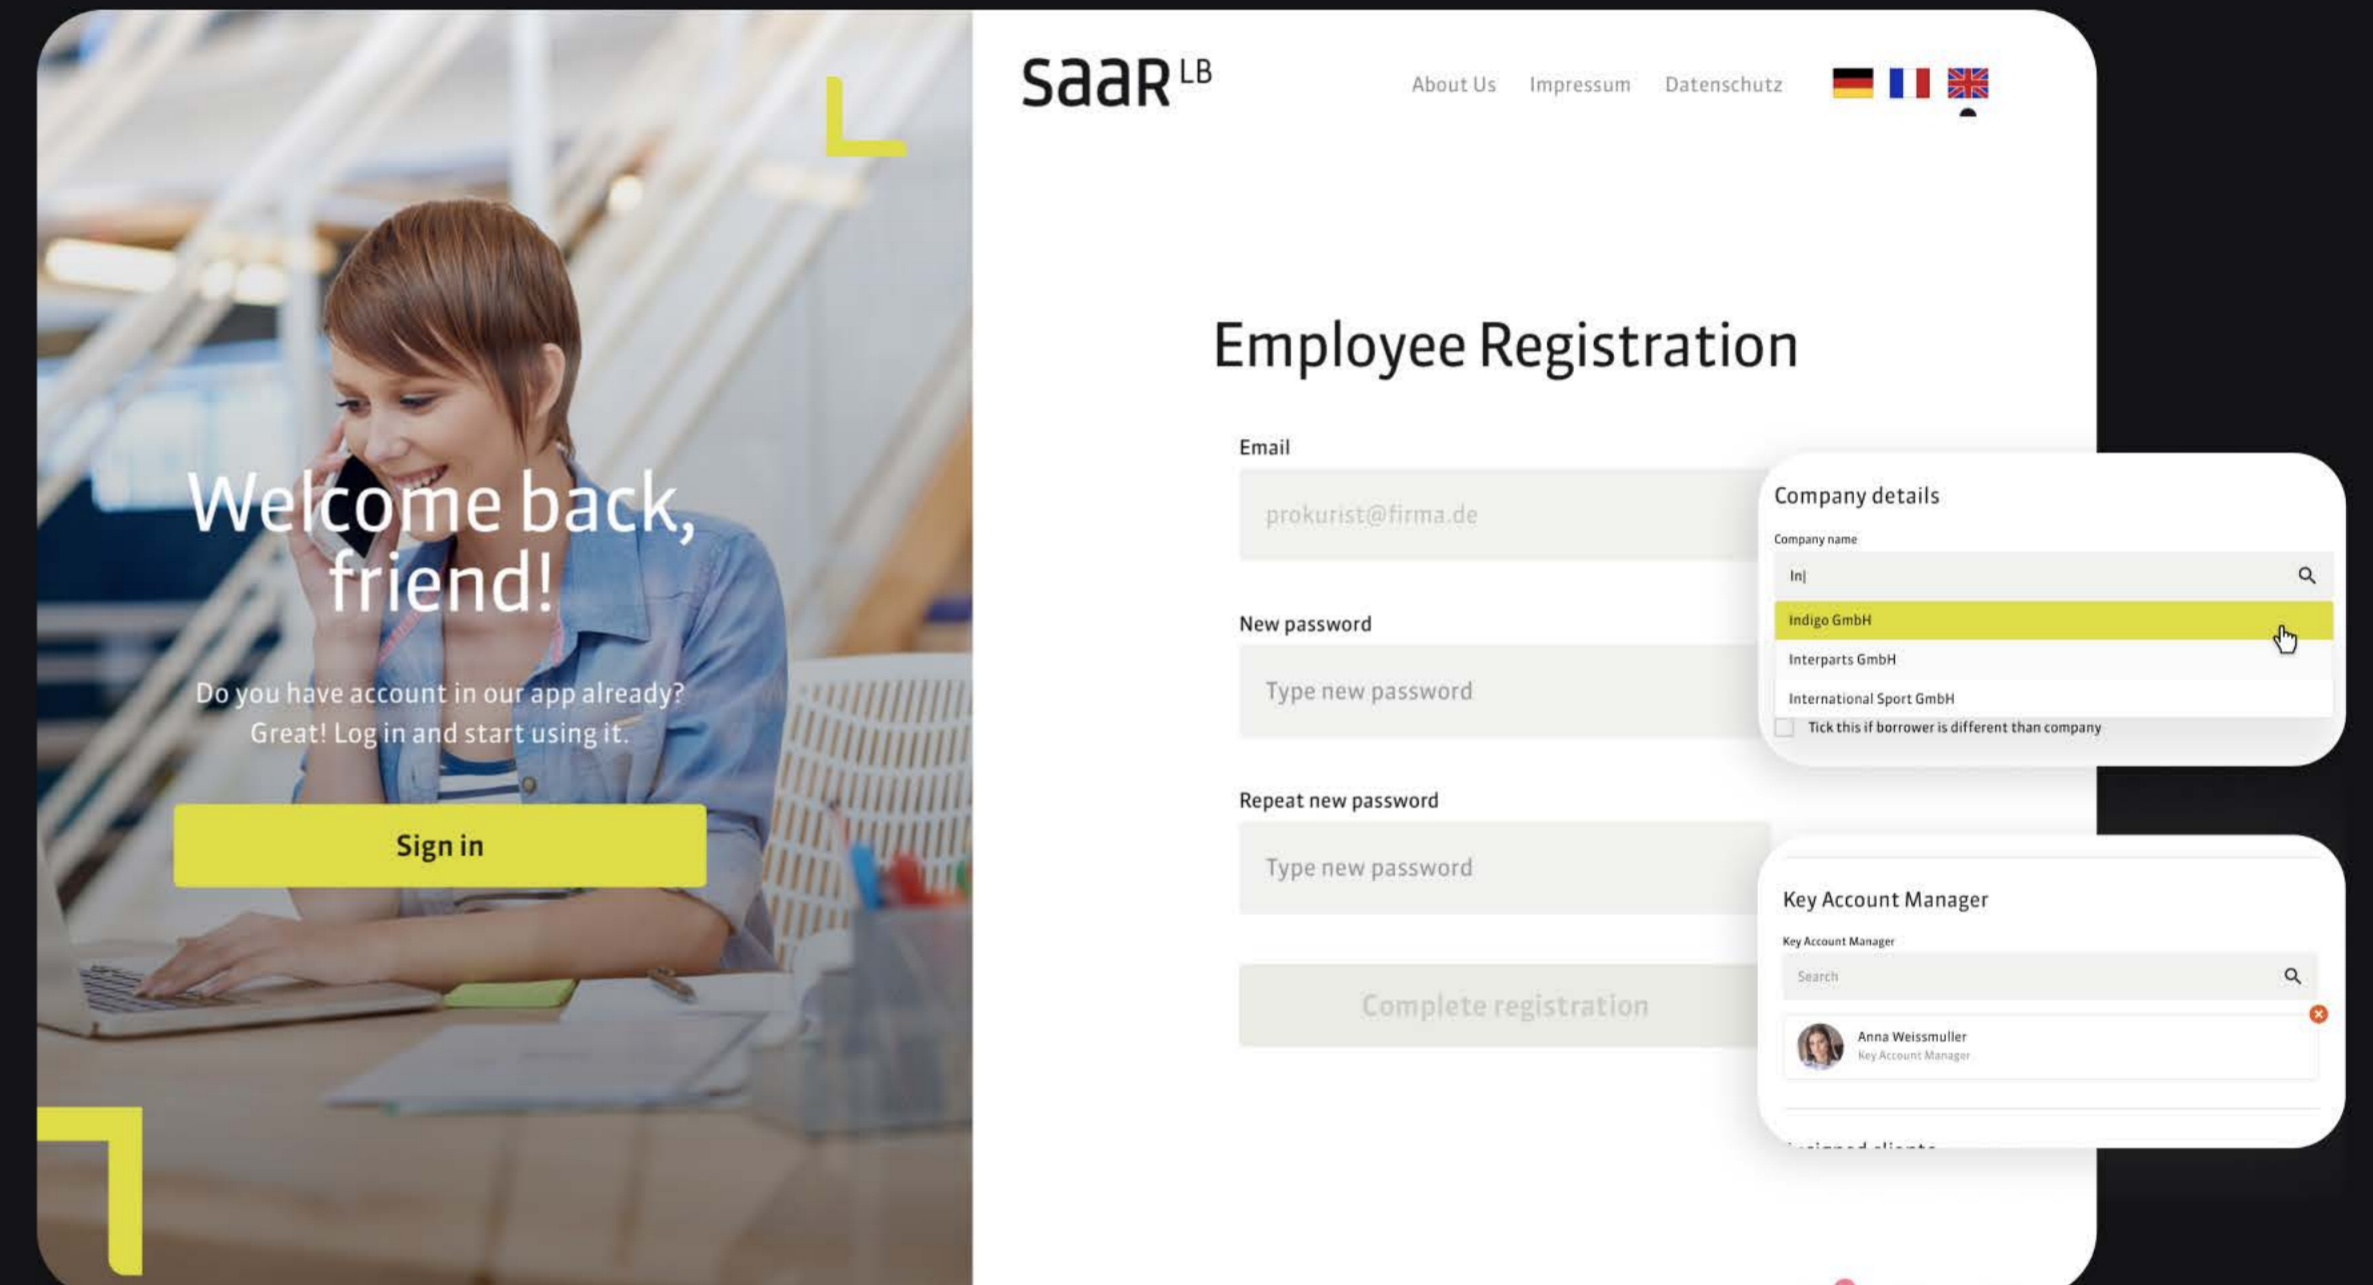 Welcome back,
friend!
Do you have account in our app already?
Great! Log in and start using it.
Sign in
saaR LB
About Us
Impressum
Datenschutz
Employee Registration
Email
prokurist@firma.de
New password
Type new password
Repeat new password
Type new password
Complete registration
Company details
Company name
In
Indigo GmbH
Interparts GmbH
International Sport GmbH
Tick this if borrower is different than company
Key Account Manager
Key Account Manager
Search
Anna Weissmuller
Key Account Manager